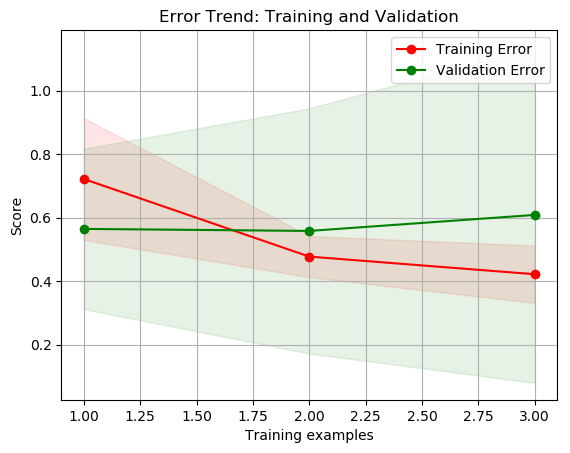 Error Trend: Training and Validation
Training Error
Validation Error
Score
1.0
0.8
0.6
0.4
0.2
1.00 1.25 1.50 1.75 2.00 2.25 2.50 2.75 3.00
Training examples